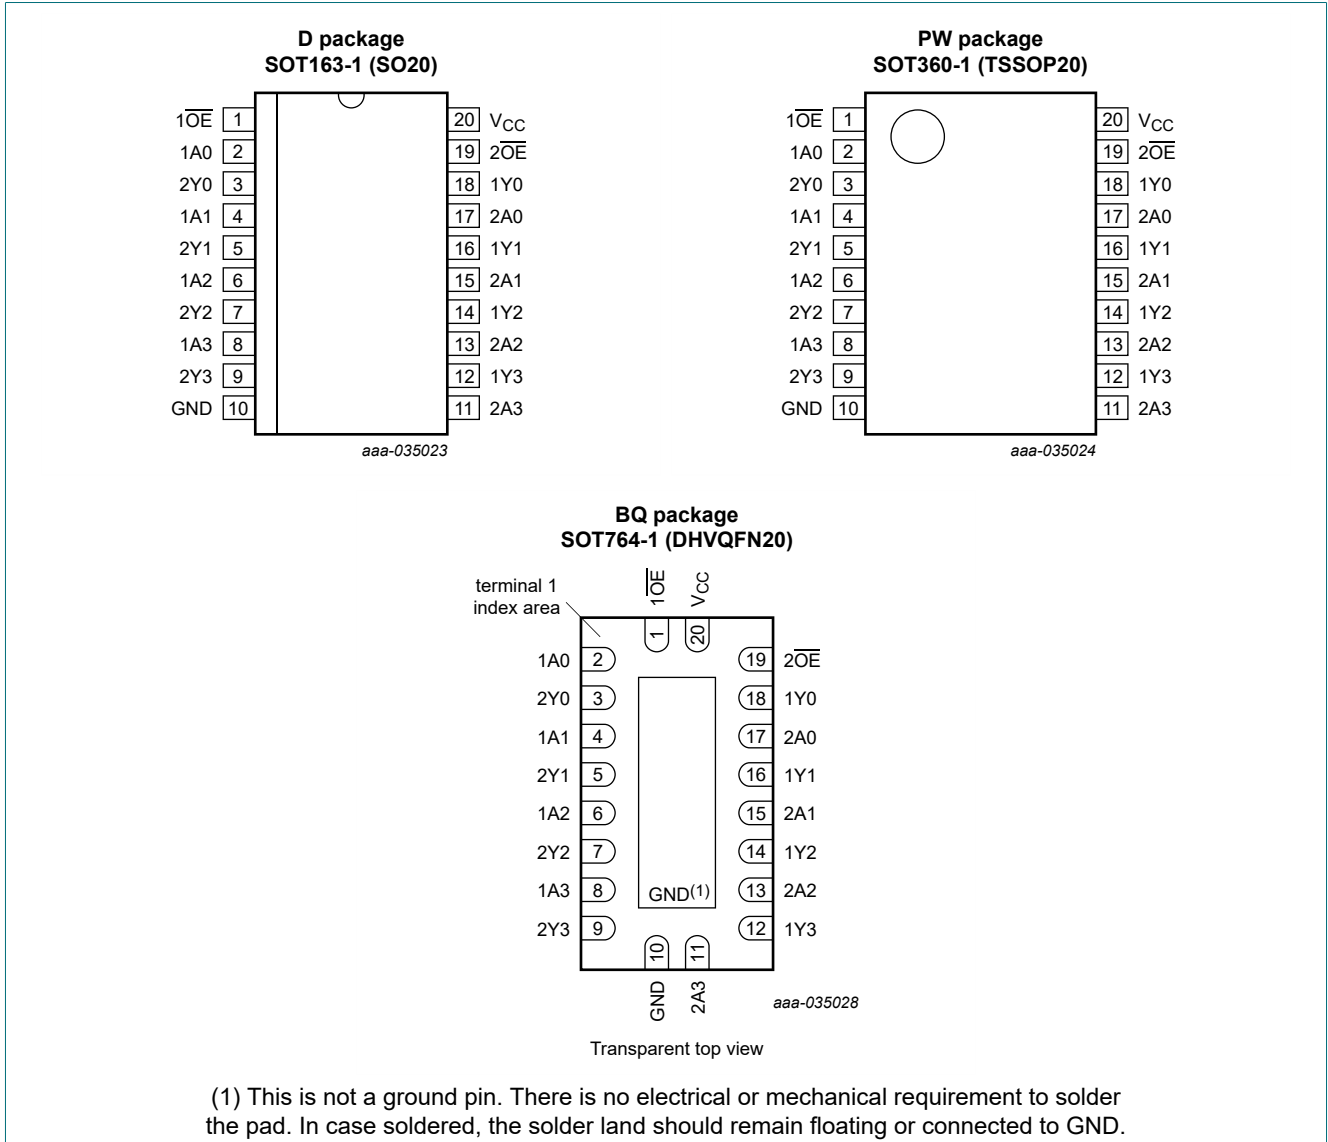 D package
SOT163-1 (SO20)
1O̅E̅ 1
1A0 2
2Y0 3
1A1 4
2Y1 5
1A2 6
2Y2 7
1A3 8
2Y3 9
GND 10
20 VCC
19 2O̅E̅
18 1Y0
17 2A0
16 1Y1
15 2A1
14 1Y2
13 2A2
12 1Y3
11 2A3
aaa-035023
PW package
SOT360-1 (TSSOP20)
1O̅E̅ 1
1A0 2
2Y0 3
1A1 4
2Y1 5
1A2 6
2Y2 7
1A3 8
2Y3 9
GND 10
20 VCC
19 2O̅E̅
18 1Y0
17 2A0
16 1Y1
15 2A1
14 1Y2
13 2A2
12 1Y3
11 2A3
aaa-035024
BQ package
SOT764-1 (DHVQFN20)
terminal 1
index area
1O̅E̅
VCC
1
20
1A0 2
2Y0 3
1A1 4
2Y1 5
1A2 6
2Y2 7
1A3 8
2Y3 9
19 2O̅E̅
18 1Y0
17 2A0
16 1Y1
15 2A1
14 1Y2
13 2A2
12 1Y3
GND(1)
10
11
GND
2A3
aaa-035028
Transparent top view
(1) This is not a ground pin. There is no electrical or mechanical requirement to solder
the pad. In case soldered, the solder land should remain floating or connected to GND.